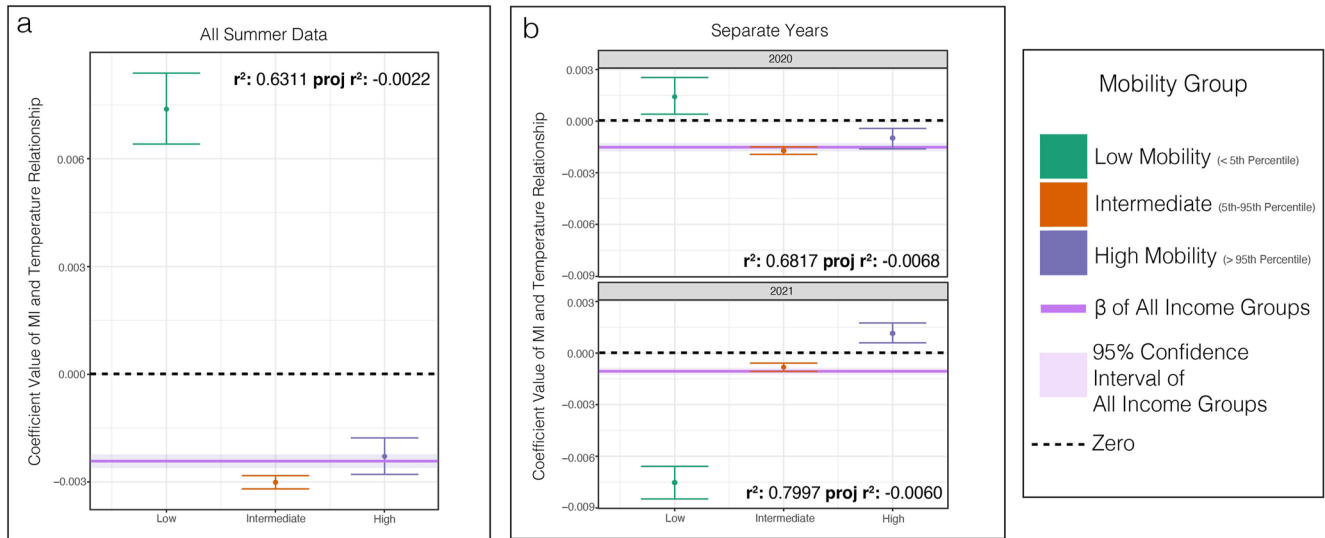 a
All Summer Data
Coefficient Value of MI and Temperature Relationship
r²: 0.6311 proj r²: -0.0022
0.006
0.003
0.000
−0.003
Low
Intermediate
High
b
Separate Years
Coefficient Value of MI and Temperature Relationship
2020
0.003
0.000
−0.003
−0.006
−0.009
r²: 0.6817 proj r²: -0.0068
2021
0.003
0.000
−0.003
−0.006
−0.009
r²: 0.7997 proj r²: -0.0060
Low
Intermediate
High
Mobility Group
Low Mobility (< 5th Percentile)
Intermediate (5th-95th Percentile)
High Mobility (> 95th Percentile)
β of All Income Groups
95% Confidence
Interval of
All Income Groups
Zero